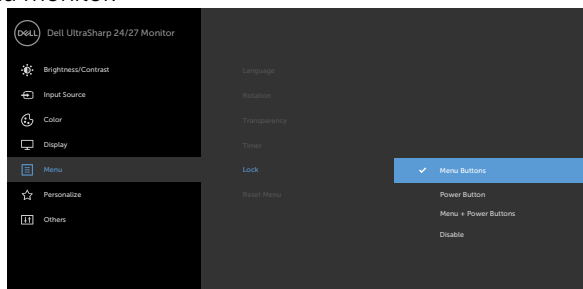 a monitor.
DELL
Dell UltraSharp 24/27 Monitor
Brightness/Contrast
Input Source
Color
Display
Menu
Personalize
Others
Language
Rotation
Transparency
Timer
Lock
Reset Menu
Menu Buttons
Power Button
Menu + Power Buttons
Disable